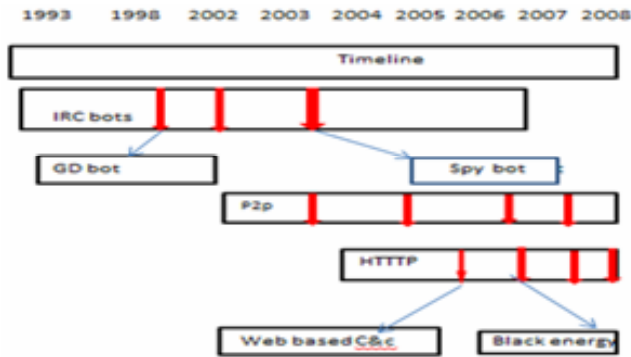 1993 1998 2002 2003 2004 2005 2006 2007 2008
Timeline
IRC bots
GD bot
Spy bot
P2p
HTTTP
Web based C&c
Black energy